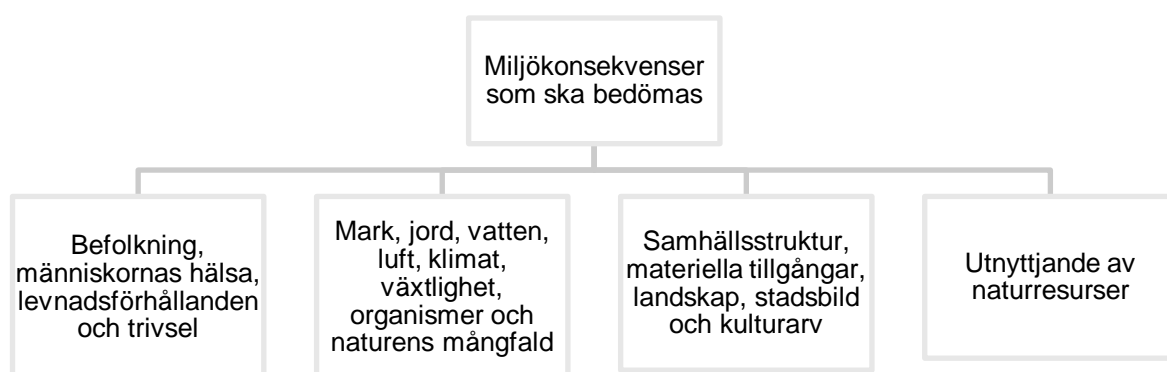 Miljökonsekvenser
som ska bedömas
Befolkning,
människornas hälsa,
levnadsförhållanden
och trivsel
Mark, jord, vatten,
luft, klimat,
växtlighet,
organismer och
naturens mångfald
Samhällsstruktur,
materiella tillgångar,
landskap, stadsbild
och kulturarv
Utnyttjande av
naturresurser